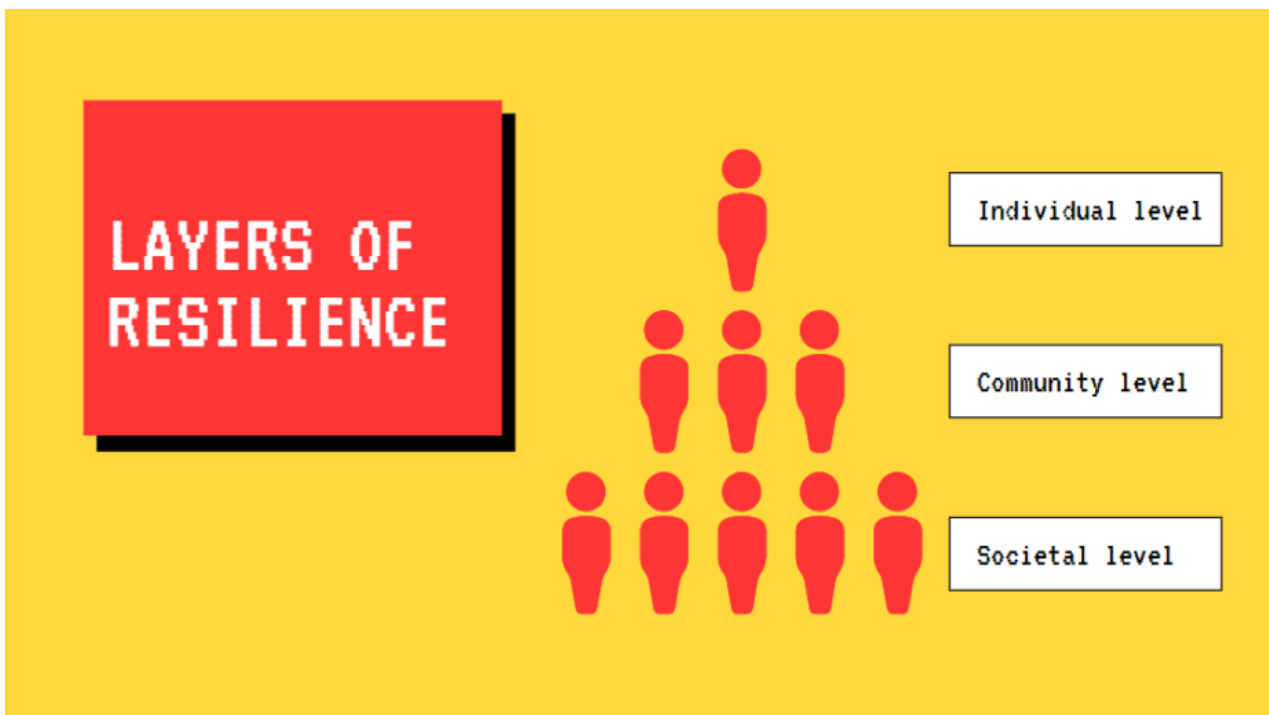 LAYERS OF
RESILIENCE
Individual level
Community level
Societal level